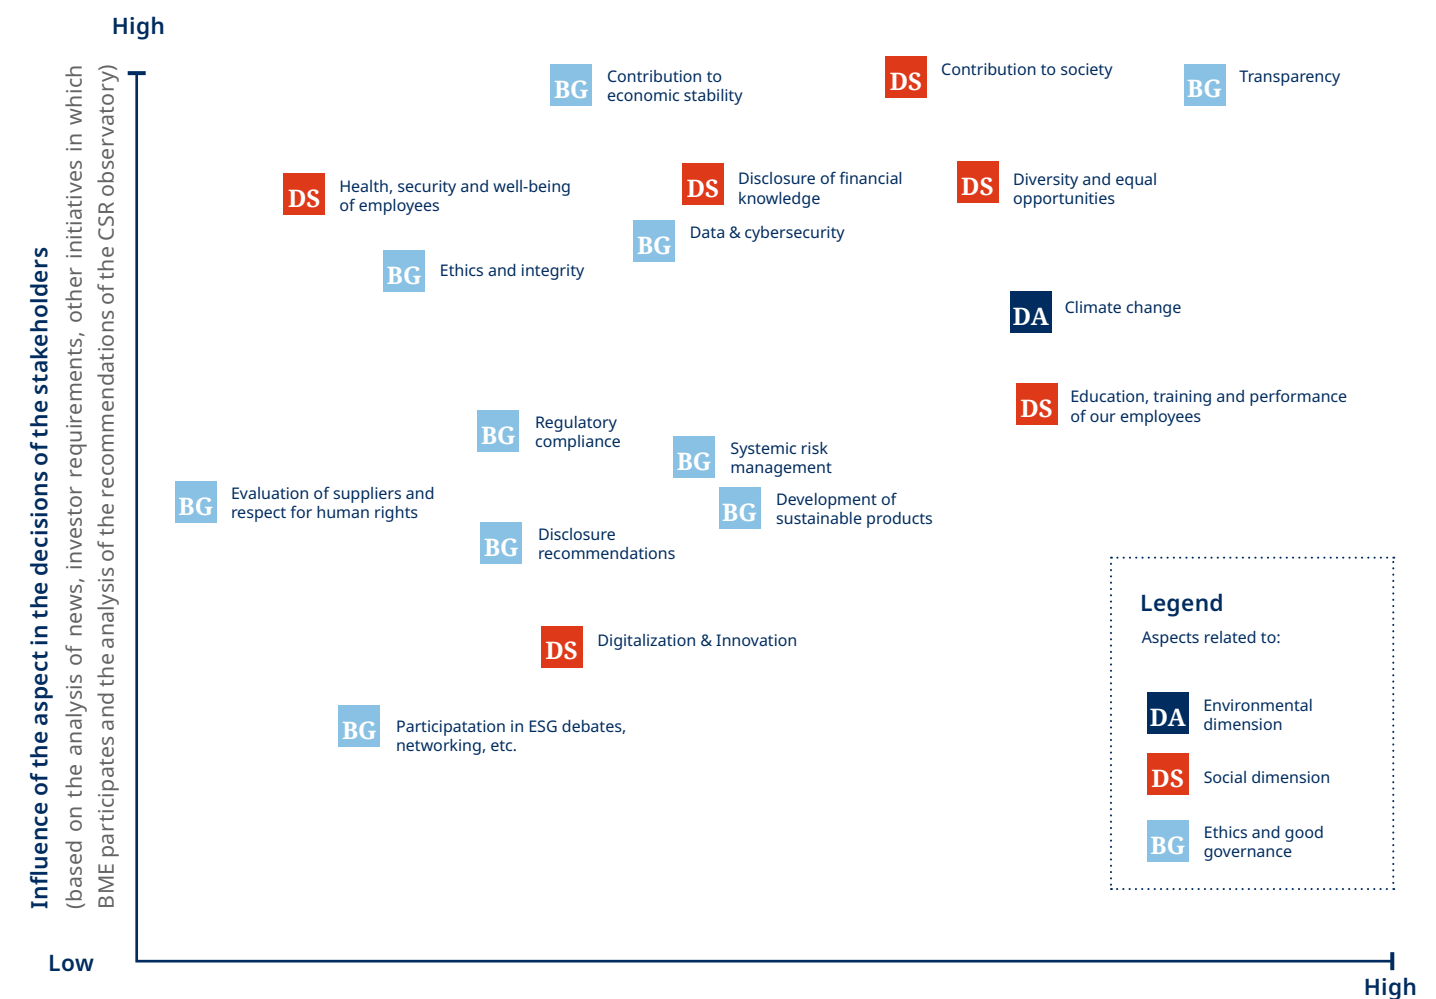 High
Influence of the aspect in the decisions of the stakeholders
(based on the analysis of news, investor requirements, other initiatives in which
BME participates and the analysis of the recommendations of the CSR observatory)
BG
Contribution to
economic stability
DS
Contribution to society
BG
Transparency
DS
Health, security and well-being
of employees
DS
Disclosure of financial
knowledge
DS
Diversity and equal
opportunities
BG
Data & cybersecurity
BG
Ethics and integrity
DA
Climate change
DS
Education, training and performance
of our employees
BG
Regulatory
compliance
BG
Systemic risk
management
BG
Evaluation of suppliers and
respect for human rights
BG
Development of
sustainable products
BG
Disclosure
recommendations
DS
Digitalization & Innovation
BG
Participatation in ESG debates,
networking, etc.
Legend
Aspects related to:
DA
Environmental
dimension
DS
Social dimension
BG
Ethics and good
governance
Low
High